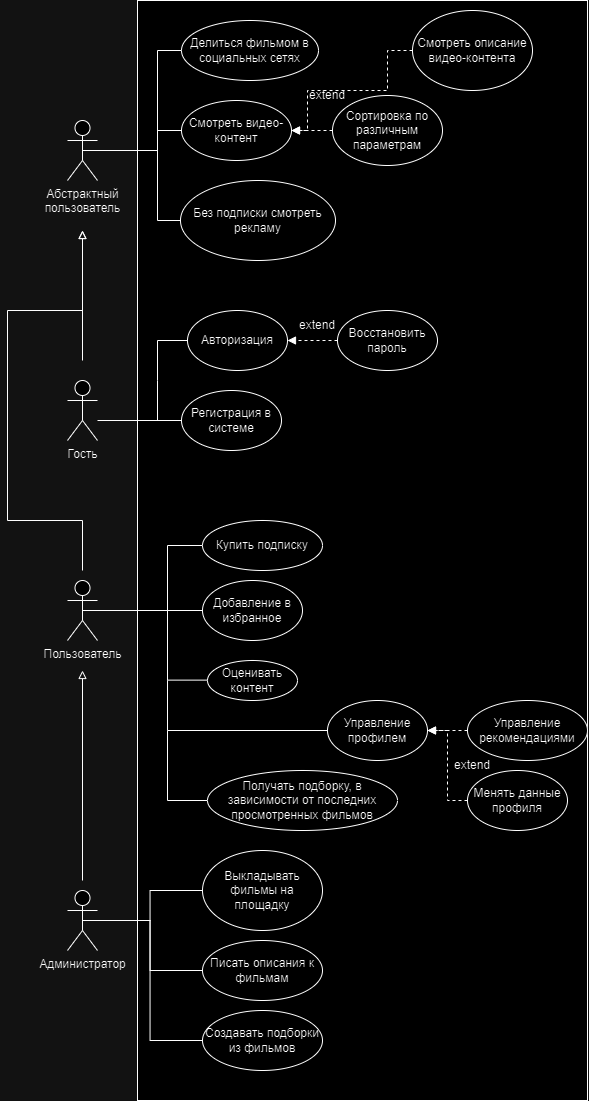 Делиться фильмом в
социальных сетях
Смотреть описание
видео-контента
extend
Смотреть видео-
контент
Сортировка по
различным
параметрам
Абстрактный
пользователь
Без подписки смотреть
рекламу
Авторизация
extend
Восстановить
пароль
Регистрация в
системе
Гость
Купить подписку
Добавление в
избранное
Пользователь
Оценивать
контент
Управление
профилем
Управление
рекомендациями
extend
Получать подборку, в
зависимости от последних
просмотренных фильмов
Менять данные
профиля
Выкладывать
фильмы на
площадку
Администратор
Писать описания к
фильмам
Создавать подборки
из фильмов